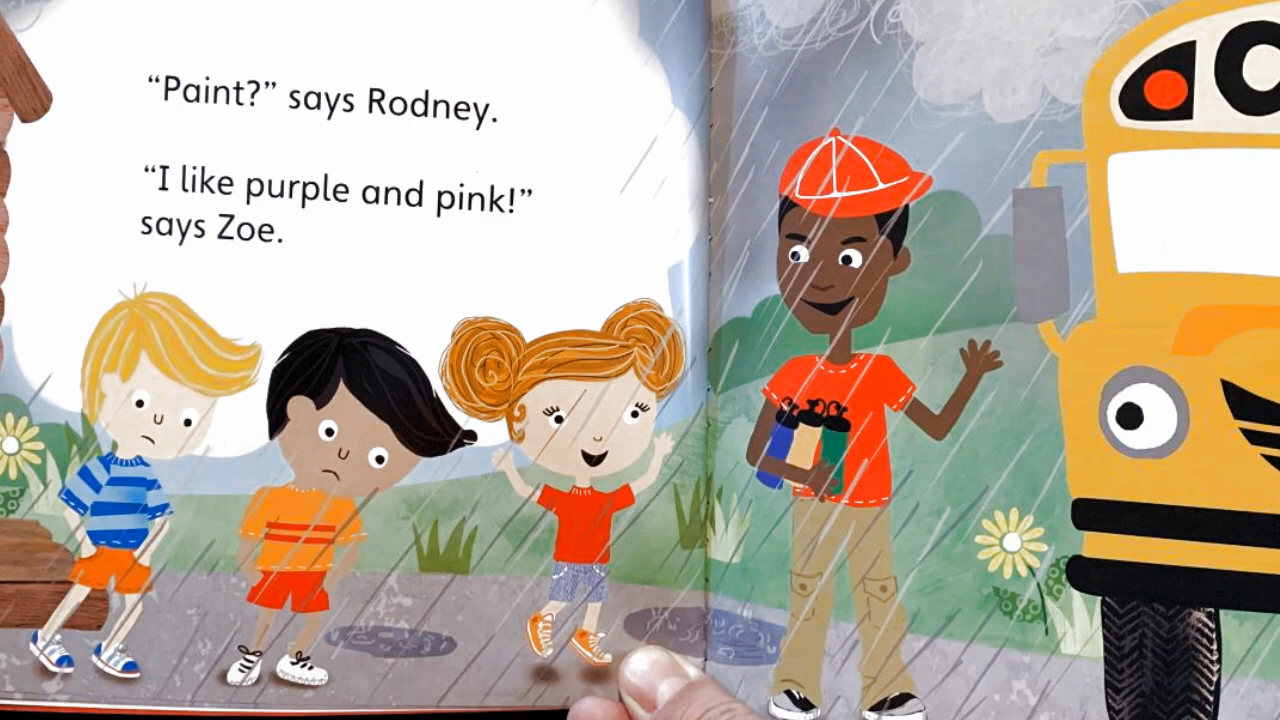 “Paint?” says Rodney.
“I like purple and pink!”
says Zoe.